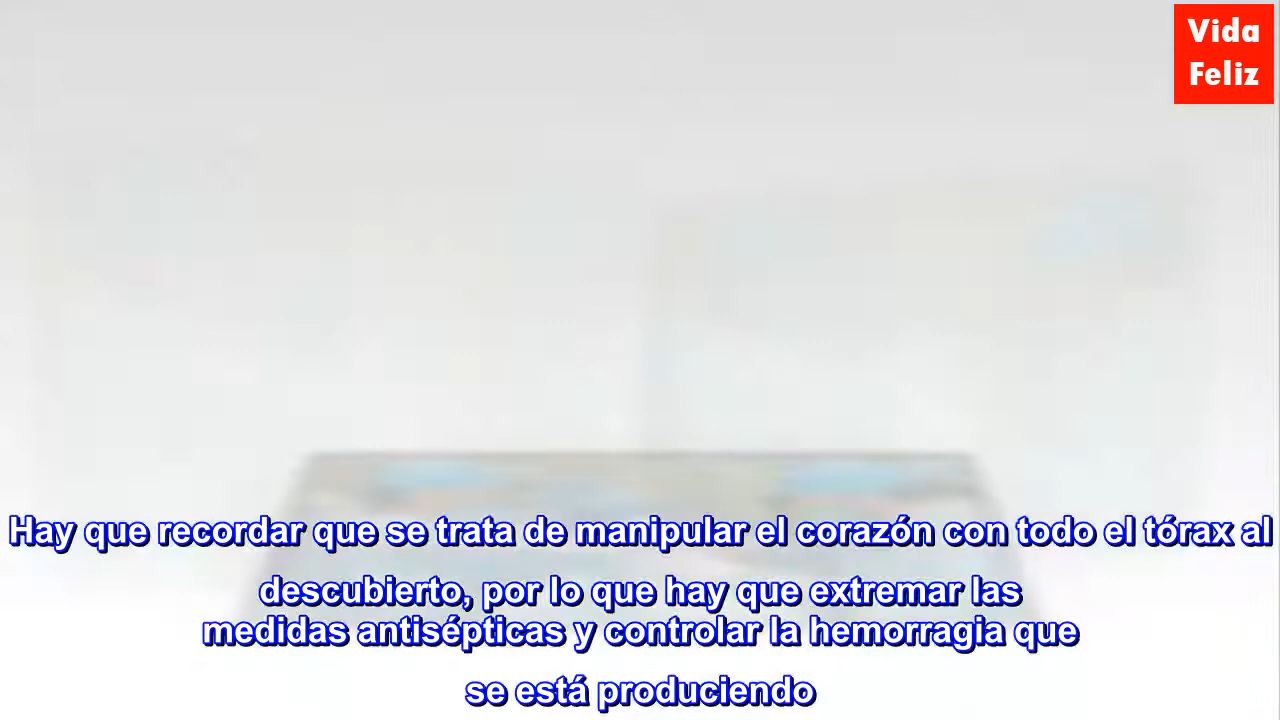 Vida
Feliz
Hay que recordar que se trata de manipular el corazón con todo el tórax al
descubierto, por lo que hay que extremar las
medidas antisépticas y controlar la hemorragia que
se está produciendo